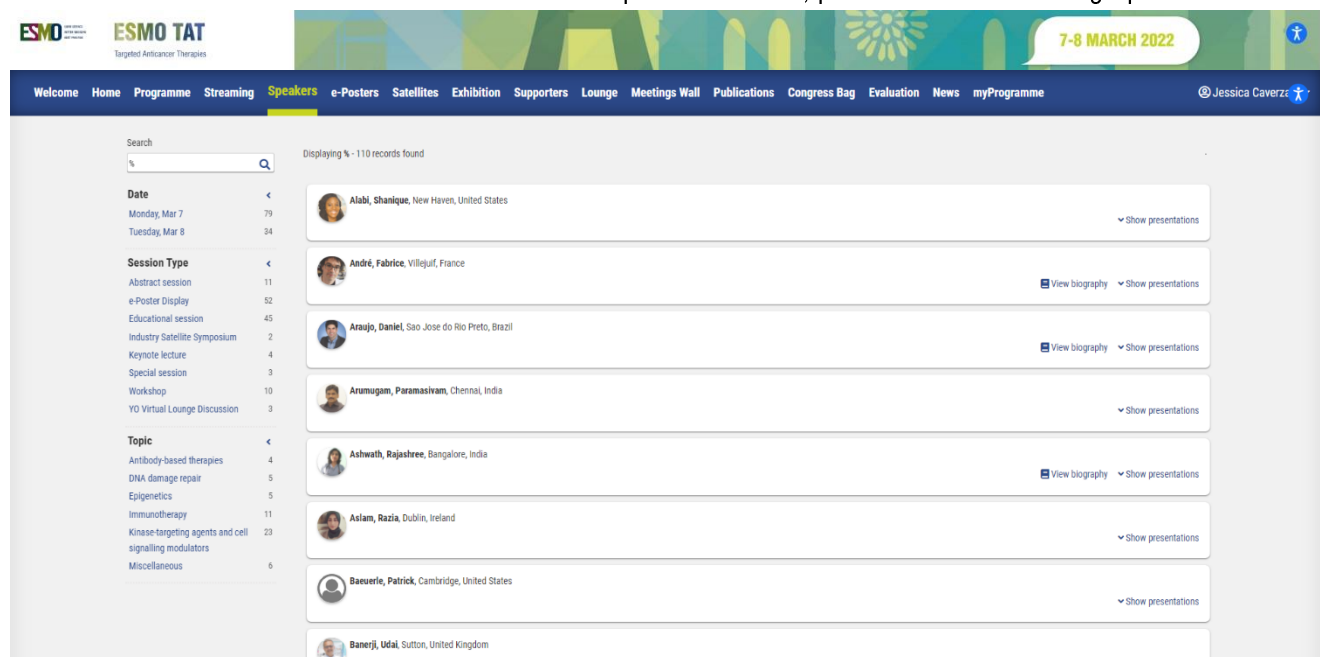 ESMO
ESMO TAT
Targeted Anticancer Therapies
7-8 MARCH 2022
Welcome Home Programme Streaming Speakers e-Posters Satellites Exhibition Supporters Lounge Meetings Wall Publications Congress Bag Evaluation News myProgramme Jessica Caverza
Search
%
Displaying % - 110 records found
Date
Monday, Mar 7 79
Tuesday, Mar 8 34
Session Type
Abstract session 11
e-Poster Display 52
Educational session 45
Industry Satellite Symposium 2
Keynote lecture 4
Special session 3
Workshop 10
YO Virtual Lounge Discussion 3
Topic
Antibody-based therapies 4
DNA damage repair 5
Epigenetics 5
Immunotherapy 11
Kinase-targeting agents and cell 23
signalling modulators
Miscellaneous 6
Alabi, Shanique, New Haven, United States
Show presentations
André, Fabrice, Villejuif, France
View biography Show presentations
Araujo, Daniel, Sao Jose do Rio Preto, Brazil
View biography Show presentations
Arumugam, Paramasivam, Chennai, India
Show presentations
Ashwath, Rajashree, Bangalore, India
View biography Show presentations
Aslam, Razia, Dublin, Ireland
Show presentations
Baeuerle, Patrick, Cambridge, United States
Show presentations
Banerji, Udai, Sutton, United Kingdom